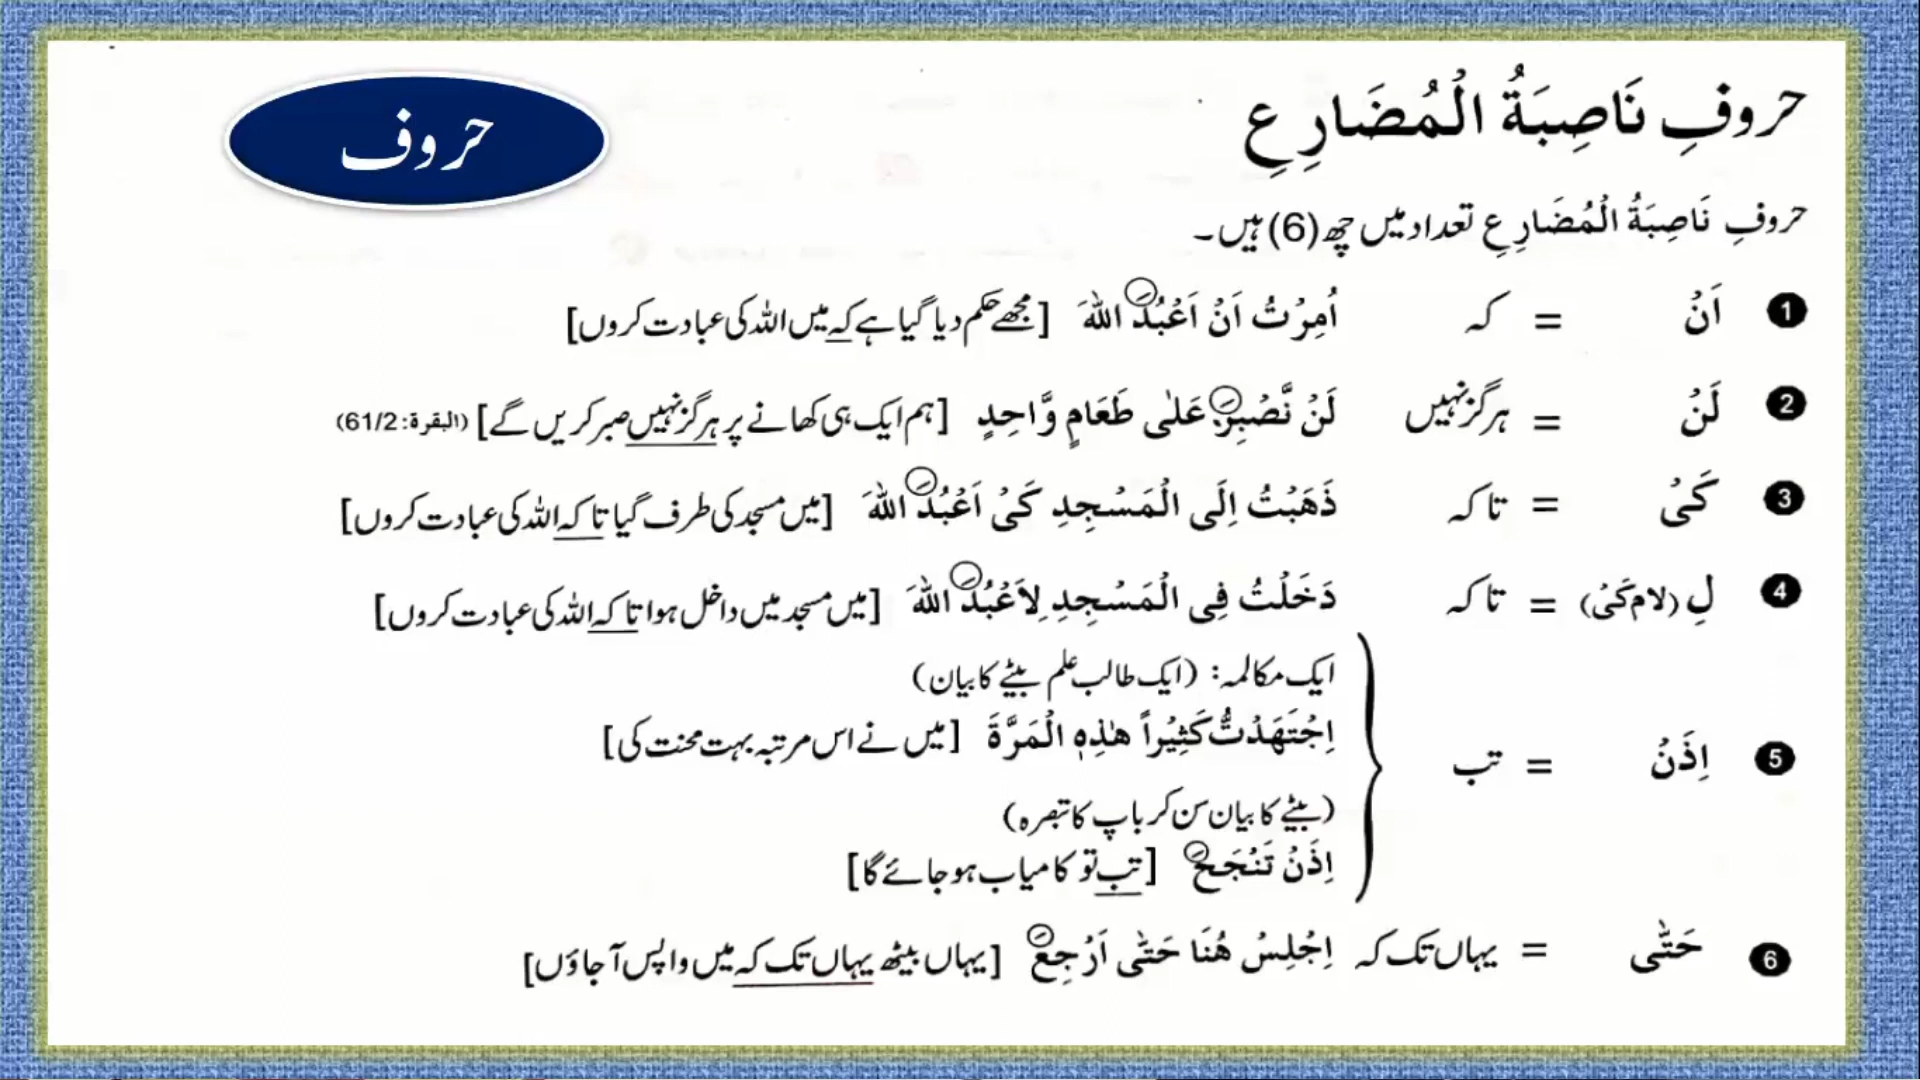 حروفِ نَاصِبَةُ الْمُضَارِعِ
حروف
حروفِ نَاصِبَةُ الْمُضَارِعِ تعداد میں چھ (6) ہیں۔
1 اَنْ = کہ اُمِرْتُ اَنْ اَعْبُدَ اللّٰہَ [مجھے حکم دیا گیا ہے کہ میں اللہ کی عبادت کروں]
2 لَنْ = ہرگز نہیں لَنْ نَّصْبِرَ عَلٰی طَعَامٍ وَّاحِدٍ [ہم ایک ہی کھانے پر ہرگز نہیں صبر کریں گے] (البقرۃ: 61/2)
3 کَیْ = تاکہ ذَھَبْتُ اِلَی الْمَسْجِدِ کَیْ اَعْبُدَ اللّٰہَ [میں مسجد کی طرف گیا تاکہ اللہ کی عبادت کروں]
4 لِ (لام کَیْ) = تاکہ دَخَلْتُ فِی الْمَسْجِدِ لِاَعْبُدَ اللّٰہَ [میں مسجد میں داخل ہوا تاکہ اللہ کی عبادت کروں]
ایک مکالمہ: (ایک طالب علم بیٹے کا بیان)
اِجْتَھَدْتُّ کَثِیْراً ھٰذِہِ الْمَرَّۃَ [میں نے اس مرتبہ بہت محنت کی]
5 اِذَنْ = تب
(بیٹے کا بیان سن کر باپ کا تبصرہ)
اِذَنْ تَنْجَحَ [تب تو کامیاب ہو جائے گا]
6 حَتّٰی = یہاں تک کہ اِجْلِسْ ھُنَا حَتّٰی اَرْجِعَ [یہاں بیٹھ یہاں تک کہ میں واپس آ جاؤں]